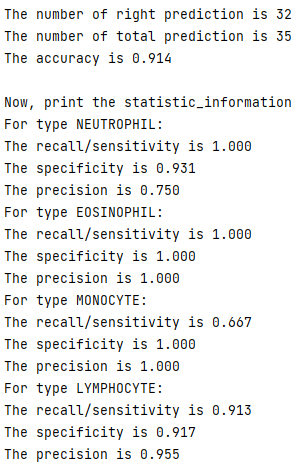 The number of right prediction is 32
The number of total prediction is 35
The accuracy is 0.914
Now, print the statistic_information
For type NEUTROPHIL:
The recall/sensitivity is 1.000
The specificity is 0.931
The precision is 0.750
For type EOSINOPHIL:
The recall/sensitivity is 1.000
The specificity is 1.000
The precision is 1.000
For type MONOCYTE:
The recall/sensitivity is 0.667
The specificity is 1.000
The precision is 1.000
For type LYMPHOCYTE:
The recall/sensitivity is 0.913
The specificity is 0.917
The precision is 0.955